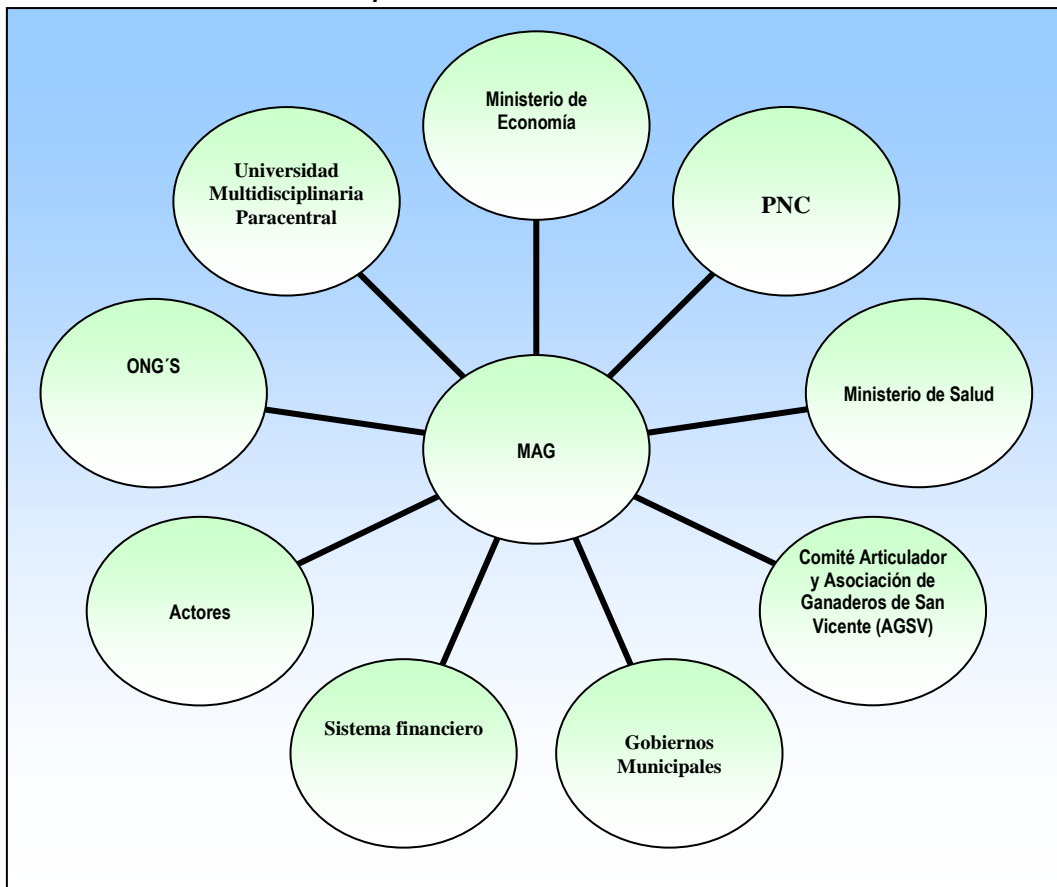 Ministerio de
Economía
Universidad
Multidisciplinaria
Paracentral
PNC
ONG´S
Ministerio de Salud
MAG
Comité Articulador
y Asociación de
Ganaderos de San
Vicente (AGSV)
Actores
Sistema financiero
Gobiernos
Municipales